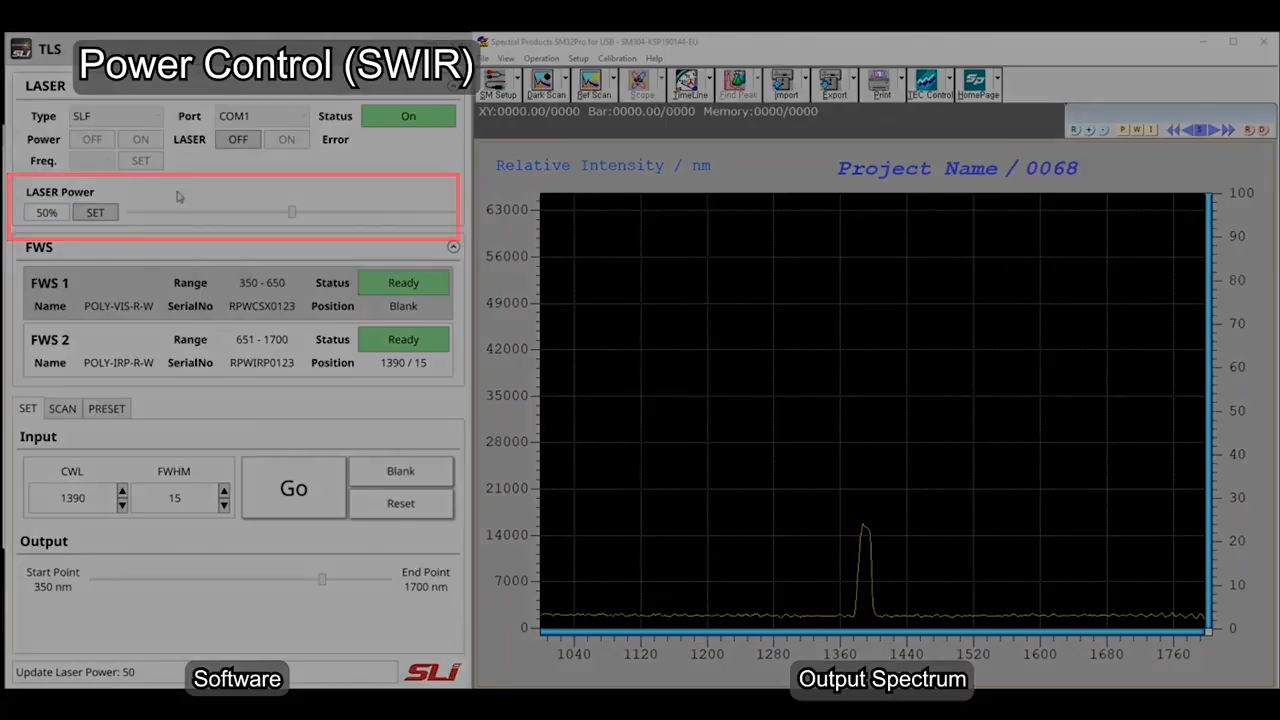 TLS
Power Control (SWIR)
LASER
Type SLF Port COM1 Status On
Power OFF ON LASER OFF ON Error
Freq. SET
LASER Power
50% SET
FWS
FWS 1 Range 350 - 650 Status Ready
Name POLY-VIS-R-W SerialNo RPWCSX0123 Position Blank
FWS 2 Range 651 - 1700 Status Ready
Name POLY-IRP-R-W SerialNo RPWIRP0123 Position 1390 / 15
SET SCAN PRESET
Input
CWL FWHM
1390 15
Go
Blank
Reset
Output
Start Point End Point
350 nm 1700 nm
Update Laser Power: 50
SLi
Software
Spectral Products SM32Pro for USB - SM304-KSP190144-EU
View Operation Setup Calibration Help
SM Setup Dark Scan Ref Scan Scope TimeLine Find Peak Import Export Print TEC Control HomePage
XY:0000.00/0000 Bar:0000.00/0000 Memory:0000/0000
R P W I S R D
Relative Intensity / nm
Project Name / 0068
63000
56000
49000
42000
35000
28000
21000
14000
7000
0
100
90
80
70
60
50
40
30
20
10
0
1040 1120 1200 1280 1360 1440 1520 1600 1680 1760
Output Spectrum